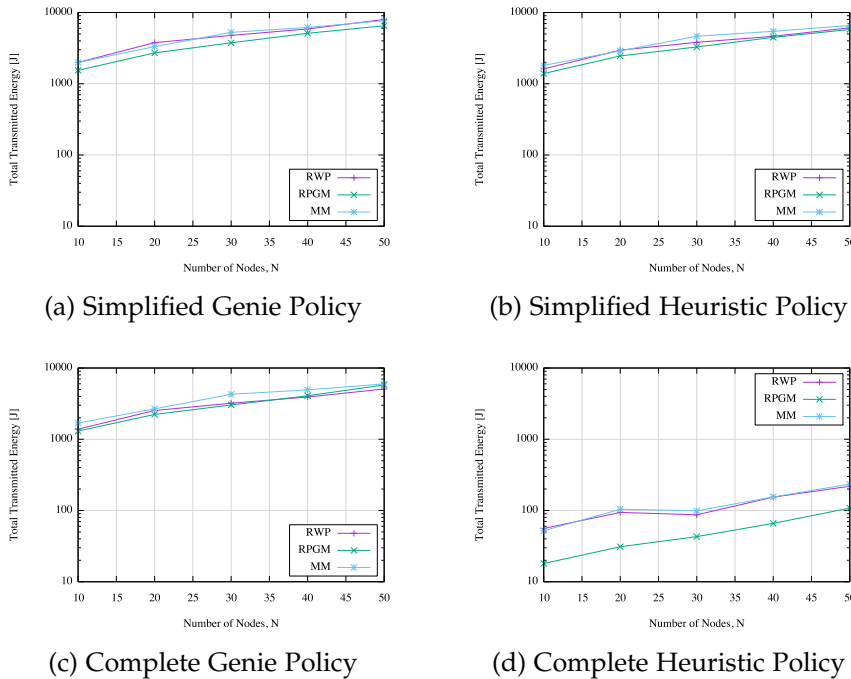 10000
1000
100
10
Total Transmitted Energy [J]
RWP
RPGM
MM
10 15 20 25 30 35 40 45 50
Number of Nodes, N
(a) Simplified Genie Policy
10000
1000
100
10
Total Transmitted Energy [J]
RWP
RPGM
MM
10 15 20 25 30 35 40 45 50
Number of Nodes, N
(b) Simplified Heuristic Policy
10000
1000
100
10
Total Transmitted Energy [J]
RWP
RPGM
MM
10 15 20 25 30 35 40 45 50
Number of Nodes, N
(c) Complete Genie Policy
10000
1000
100
10
Total Transmitted Energy [J]
RWP
RPGM
MM
10 15 20 25 30 35 40 45 50
Number of Nodes, N
(d) Complete Heuristic Policy